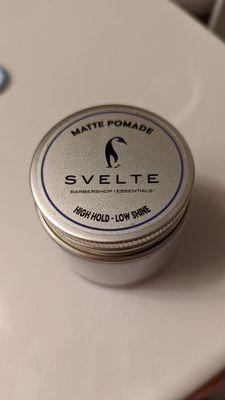 MATTE POMADE
SVELTE
BARBERSHOP • ESSENTIALS
HIGH HOLD - LOW SHINE